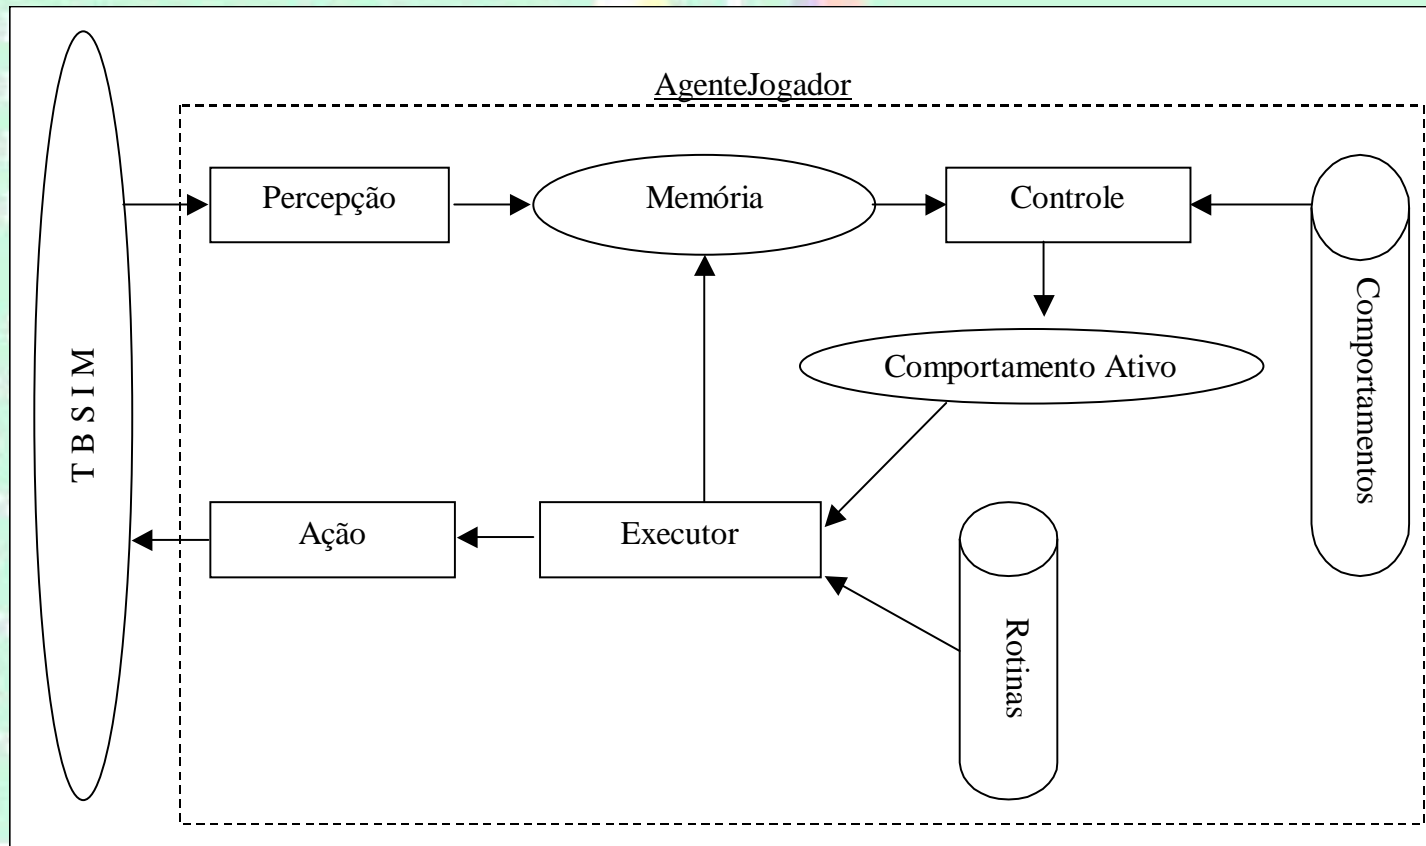 AgenteJogador
Percepção
Memória
Controle
Comportamento Ativo
Comportamentos
T B S I M
Ação
Executor
Rotinas